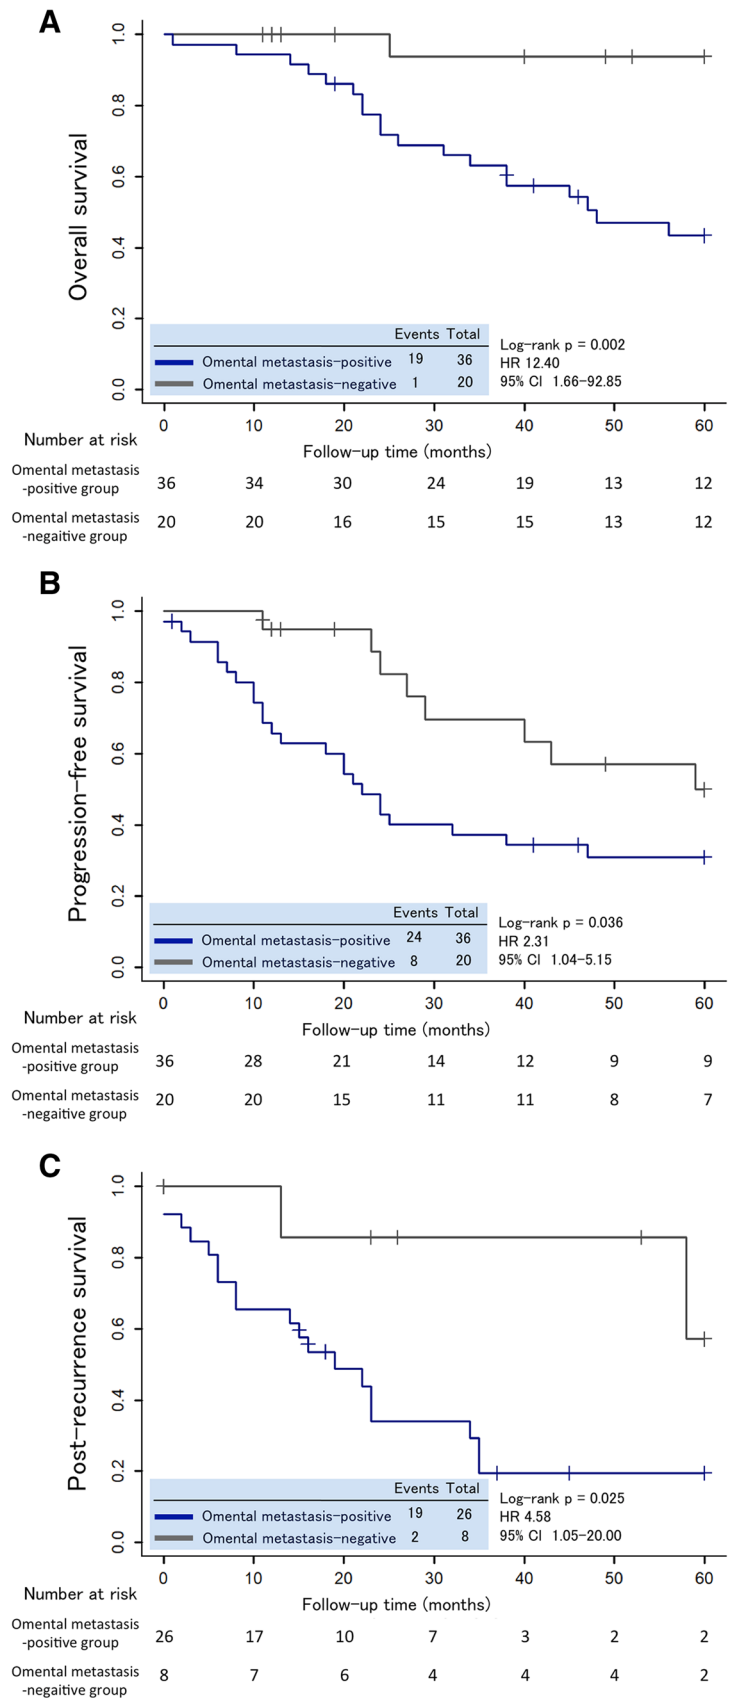 A
Overall survival
1.0
0.8
0.6
0.4
0.2
0.0
Events Total
Omental metastasis-positive 19 36
Omental metastasis-negative 1 20
Log-rank p = 0.002
HR 12.40
95% CI 1.66-92.85
0 10 20 30 40 50 60
Follow-up time (months)
Number at risk
Omental metastasis
-positive group
36 34 30 24 19 13 12
Omental metastasis
-negaitive group
20 20 16 15 15 13 12
B
Progression-free survival
1.0
0.8
0.6
0.4
0.2
0.0
Events Total
Omental metastasis-positive 24 36
Omental metastasis-negative 8 20
Log-rank p = 0.036
HR 2.31
95% CI 1.04-5.15
0 10 20 30 40 50 60
Follow-up time (months)
Number at risk
Omental metastasis
-positive group
36 28 21 14 12 9 9
Omental metastasis
-negaitive group
20 20 15 11 11 8 7
C
Post-recurrence survival
1.0
0.8
0.6
0.4
0.2
0.0
Events Total
Omental metastasis-positive 19 26
Omental metastasis-negative 2 8
Log-rank p = 0.025
HR 4.58
95% CI 1.05-20.00
0 10 20 30 40 50 60
Follow-up time (months)
Number at risk
Omental metastasis
-positive group
26 17 10 7 3 2 2
Omental metastasis
-negaitive group
8 7 6 4 4 4 2